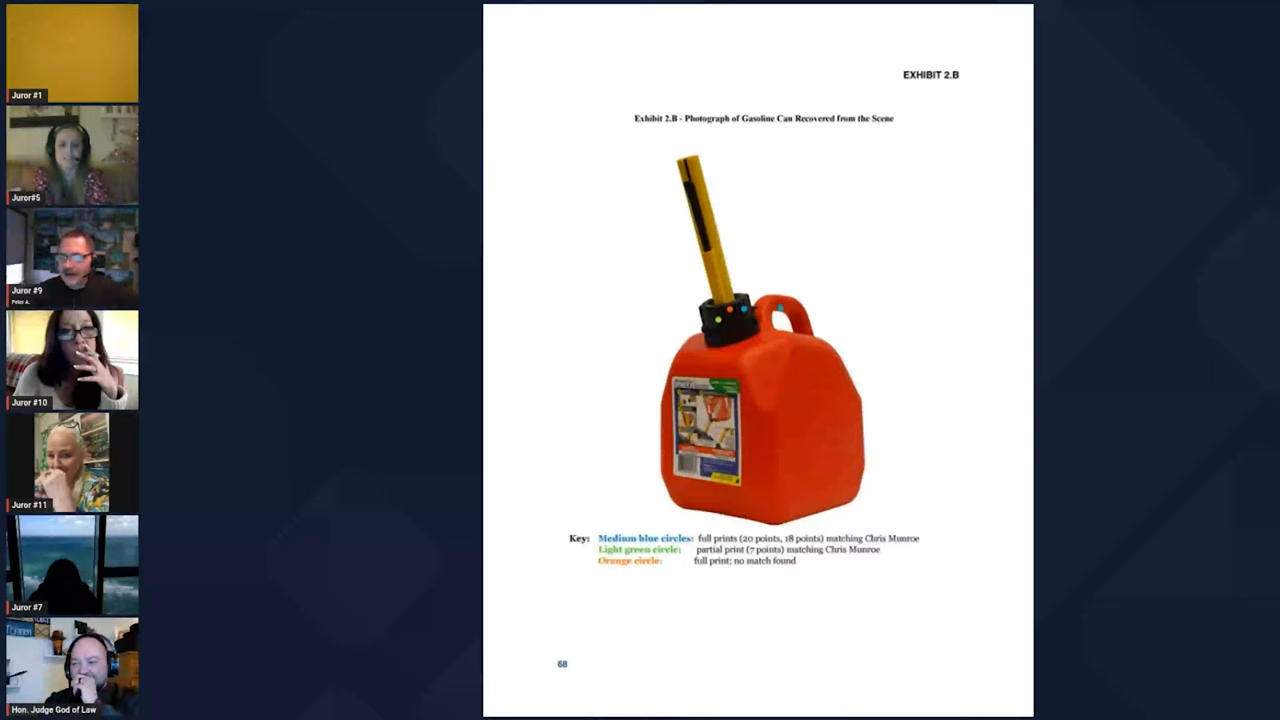 Juror #1
Juror#5
Juror #9
Peter A.
Juror #10
Juror #11
Juror #7
Hon. Judge God of Law
EXHIBIT 2.B
Exhibit 2.B - Photograph of Gasoline Can Recovered from the Scene
Key: Medium blue circles: full prints (20 points, 18 points) matching Chris Munroe
Light green circle: partial print (7 points) matching Chris Munroe
Orange circle: full print; no match found
68